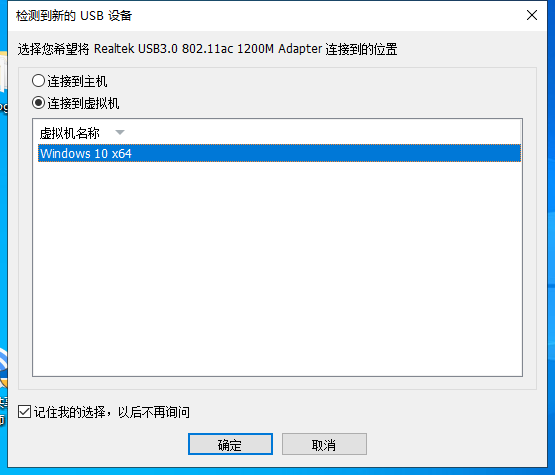 检测到新的 USB 设备
选择您希望将 Realtek USB3.0 802.11ac 1200M Adapter 连接到的位置
连接到主机
连接到虚拟机
虚拟机名称
Windows 10 x64
记住我的选择，以后不再询问
确定
取消